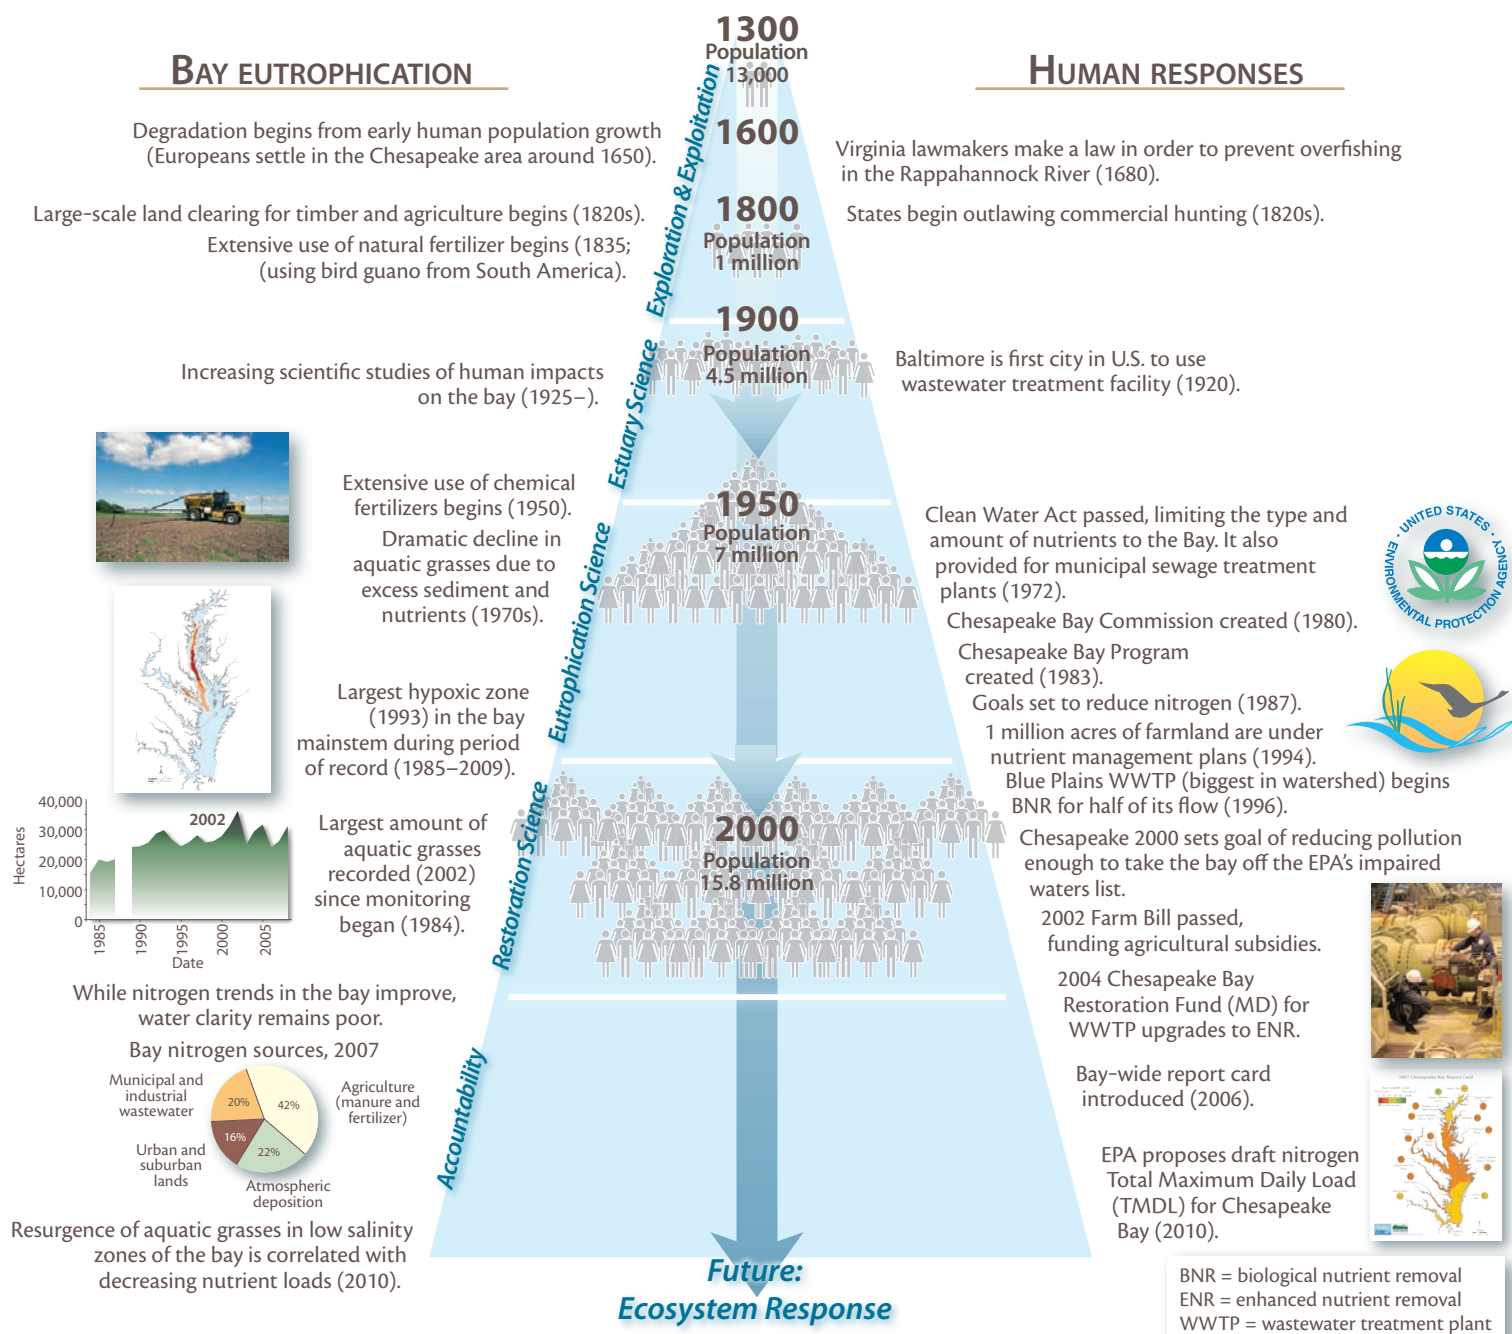 BAY EUTROPHICATION
HUMAN RESPONSES
1300
Population
13,000
1600
1800
Population
1 million
1900
Population
4.5 million
1950
Population
7 million
2000
Population
15.8 million
Future:
Ecosystem Response
Exploration & Exploitation
Estuary Science
Eutrophication Science
Restoration Science
Accountability
Degradation begins from early human population growth
(Europeans settle in the Chesapeake area around 1650).
Large-scale land clearing for timber and agriculture begins (1820s).
Extensive use of natural fertilizer begins (1835;
(using bird guano from South America).
Increasing scientific studies of human impacts
on the bay (1925–).
Extensive use of chemical
fertilizers begins (1950).
Dramatic decline in
aquatic grasses due to
excess sediment and
nutrients (1970s).
Largest hypoxic zone
(1993) in the bay
mainstem during period
of record (1985–2009).
40,000
30,000
20,000
10,000
0
Hectares
2002
1985
1990
1995
2000
2005
Date
Largest amount of
aquatic grasses
recorded (2002)
since monitoring
began (1984).
While nitrogen trends in the bay improve,
water clarity remains poor.
Bay nitrogen sources, 2007
Municipal and
industrial
wastewater
20%
42%
Agriculture
(manure and
fertilizer)
16%
22%
Urban and
suburban
lands
Atmospheric
deposition
Resurgence of aquatic grasses in low salinity
zones of the bay is correlated with
decreasing nutrient loads (2010).
Virginia lawmakers make a law in order to prevent overfishing
in the Rappahannock River (1680).
States begin outlawing commercial hunting (1820s).
Baltimore is first city in U.S. to use
wastewater treatment facility (1920).
Clean Water Act passed, limiting the type and
amount of nutrients to the Bay. It also
provided for municipal sewage treatment
plants (1972).
UNITED STATES
ENVIRONMENTAL PROTECTION AGENCY
Chesapeake Bay Commission created (1980).
Chesapeake Bay Program
created (1983).
Goals set to reduce nitrogen (1987).
1 million acres of farmland are under
nutrient management plans (1994).
Blue Plains WWTP (biggest in watershed) begins
BNR for half of its flow (1996).
Chesapeake 2000 sets goal of reducing pollution
enough to take the bay off the EPA's impaired
waters list.
2002 Farm Bill passed,
funding agricultural subsidies.
2004 Chesapeake Bay
Restoration Fund (MD) for
WWTP upgrades to ENR.
Bay-wide report card
introduced (2006).
2007 Chesapeake Bay Report Card
EPA proposes draft nitrogen
Total Maximum Daily Load
(TMDL) for Chesapeake
Bay (2010).
BNR = biological nutrient removal
ENR = enhanced nutrient removal
WWTP = wastewater treatment plant